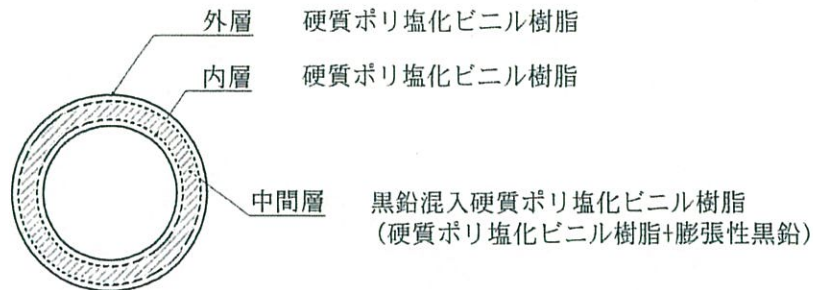 外層 硬質ポリ塩化ビニル樹脂
内層 硬質ポリ塩化ビニル樹脂
中間層 黒鉛混入硬質ポリ塩化ビニル樹脂
(硬質ポリ塩化ビニル樹脂+膨張性黒鉛)